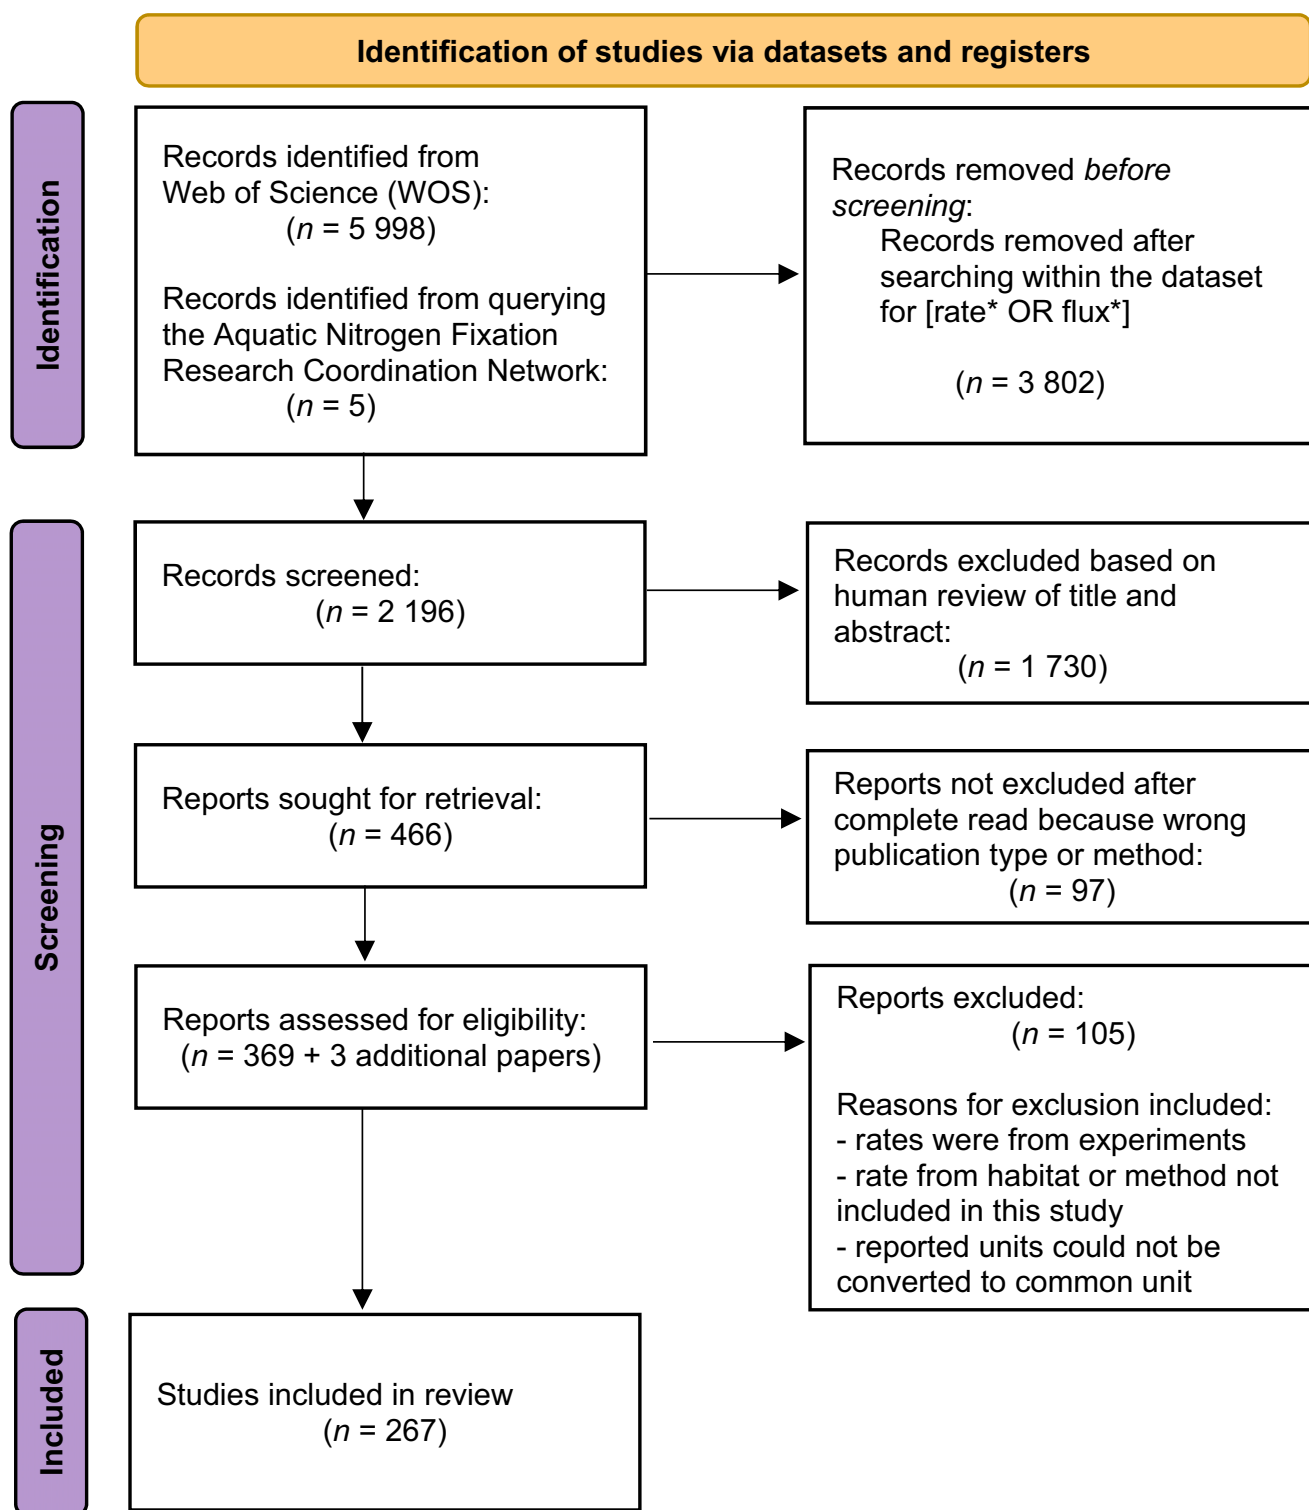 Identification of studies via datasets and registers
Identification
Records identified from
Web of Science (WOS):
(n = 5 998)
Records identified from querying
the Aquatic Nitrogen Fixation
Research Coordination Network:
(n = 5)
Records removed before
screening:
Records removed after
searching within the dataset
for [rate* OR flux*]
(n = 3 802)
Screening
Records screened:
(n = 2 196)
Records excluded based on
human review of title and
abstract:
(n = 1 730)
Reports sought for retrieval:
(n = 466)
Reports not excluded after
complete read because wrong
publication type or method:
(n = 97)
Reports assessed for eligibility:
(n = 369 + 3 additional papers)
Reports excluded:
(n = 105)
Reasons for exclusion included:
- rates were from experiments
- rate from habitat or method not
included in this study
- reported units could not be
converted to common unit
Included
Studies included in review
(n = 267)